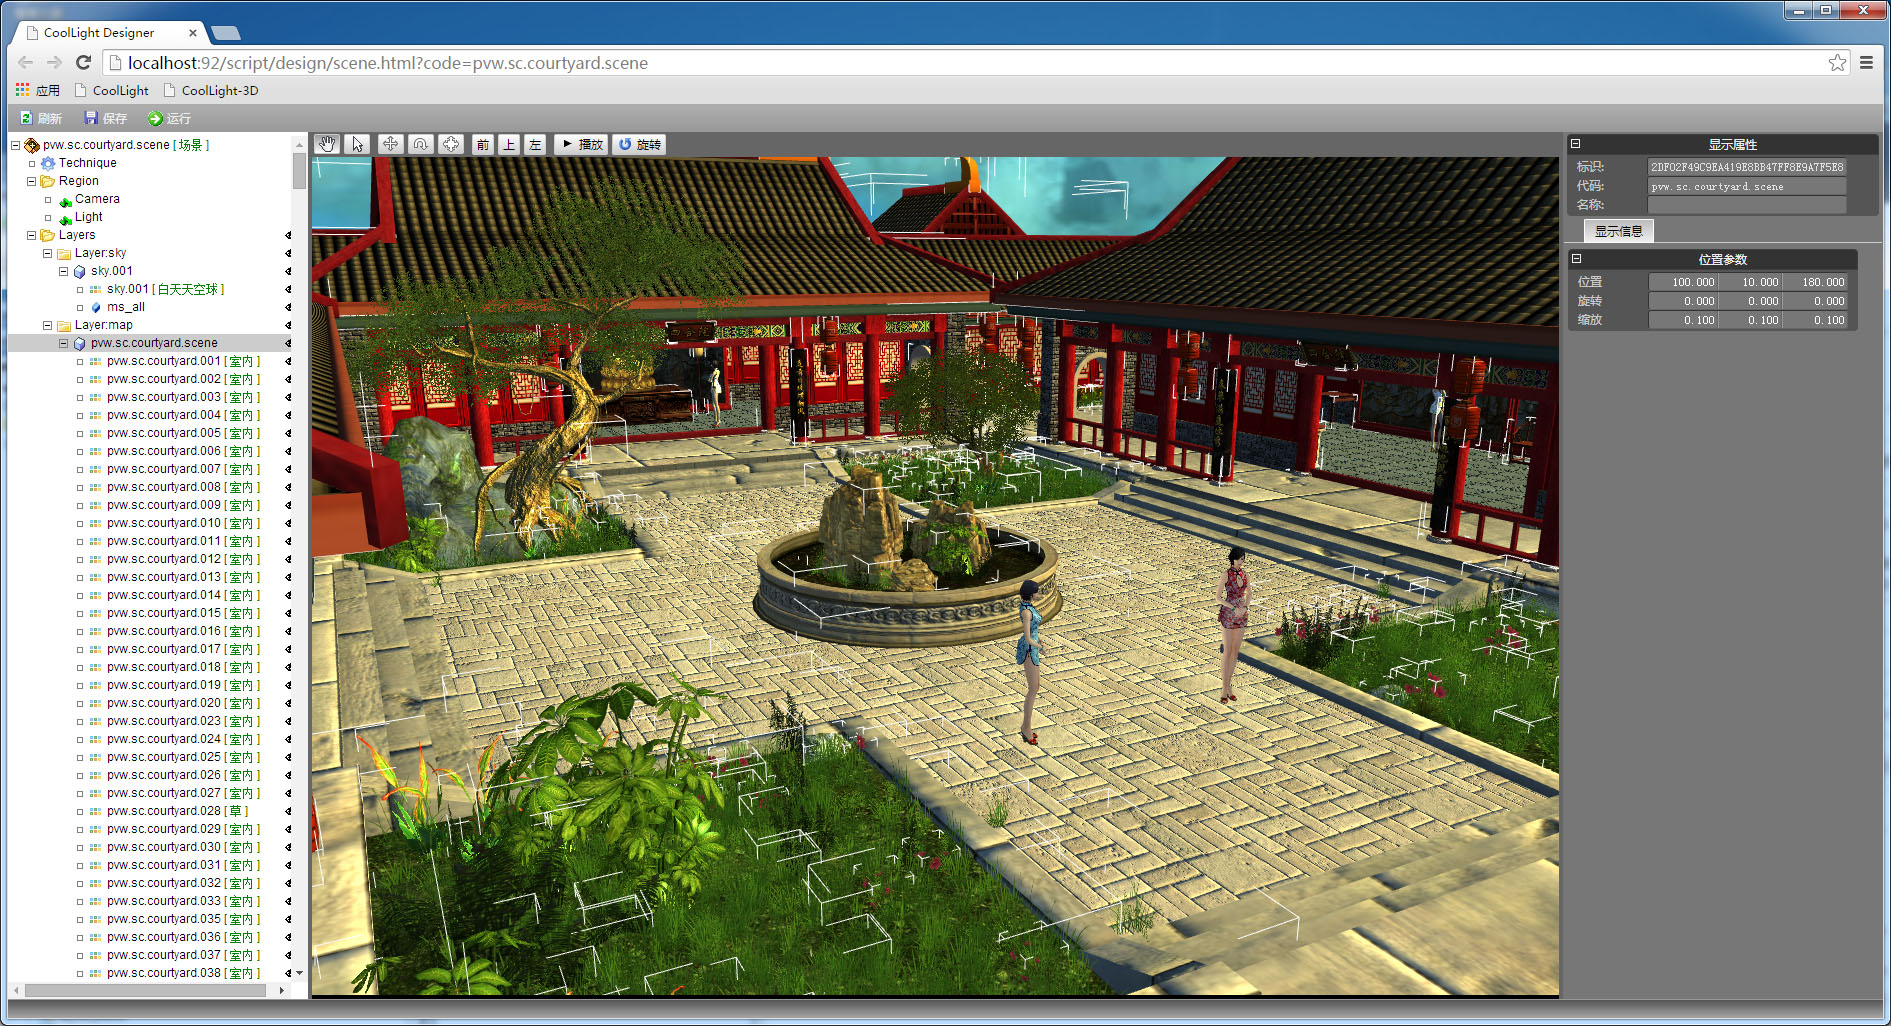 CoolLight Designer
localhost:92/script/design/scene.html?code=pvw.sc.courtyard.scene
应用 CoolLight CoolLight-3D
刷新 保存 运行
前 上 左 播放 旋转
pvw.sc.courtyard.scene [ 场景 ]
Technique
Region
Camera
Light
Layers
Layer:sky
sky.001
sky.001 [ 白天天空球 ]
ms_all
Layer:map
pvw.sc.courtyard.scene
pvw.sc.courtyard.001 [ 室内 ]
pvw.sc.courtyard.002 [ 室内 ]
pvw.sc.courtyard.003 [ 室内 ]
pvw.sc.courtyard.004 [ 室内 ]
pvw.sc.courtyard.005 [ 室内 ]
pvw.sc.courtyard.006 [ 室内 ]
pvw.sc.courtyard.007 [ 室内 ]
pvw.sc.courtyard.008 [ 室内 ]
pvw.sc.courtyard.009 [ 室内 ]
pvw.sc.courtyard.010 [ 室内 ]
pvw.sc.courtyard.011 [ 室内 ]
pvw.sc.courtyard.012 [ 室内 ]
pvw.sc.courtyard.013 [ 室内 ]
pvw.sc.courtyard.014 [ 室内 ]
pvw.sc.courtyard.015 [ 室内 ]
pvw.sc.courtyard.016 [ 室内 ]
pvw.sc.courtyard.017 [ 室内 ]
pvw.sc.courtyard.018 [ 室内 ]
pvw.sc.courtyard.019 [ 室内 ]
pvw.sc.courtyard.020 [ 室内 ]
pvw.sc.courtyard.023 [ 室内 ]
pvw.sc.courtyard.024 [ 室内 ]
pvw.sc.courtyard.025 [ 室内 ]
pvw.sc.courtyard.026 [ 室内 ]
pvw.sc.courtyard.027 [ 室内 ]
pvw.sc.courtyard.028 [ 草 ]
pvw.sc.courtyard.029 [ 室内 ]
pvw.sc.courtyard.030 [ 室内 ]
pvw.sc.courtyard.031 [ 室内 ]
pvw.sc.courtyard.032 [ 室内 ]
pvw.sc.courtyard.033 [ 室内 ]
pvw.sc.courtyard.035 [ 室内 ]
pvw.sc.courtyard.036 [ 室内 ]
pvw.sc.courtyard.037 [ 室内 ]
pvw.sc.courtyard.038 [ 室内 ]
显示属性
标识: 2DF02F49C9EA419E8BB47FF8E9A7F5E8
代码: pvw.sc.courtyard.scene
名称:
显示信息
位置参数
位置 100.000 10.000 180.000
旋转 0.000 0.000 0.000
缩放 0.100 0.100 0.100